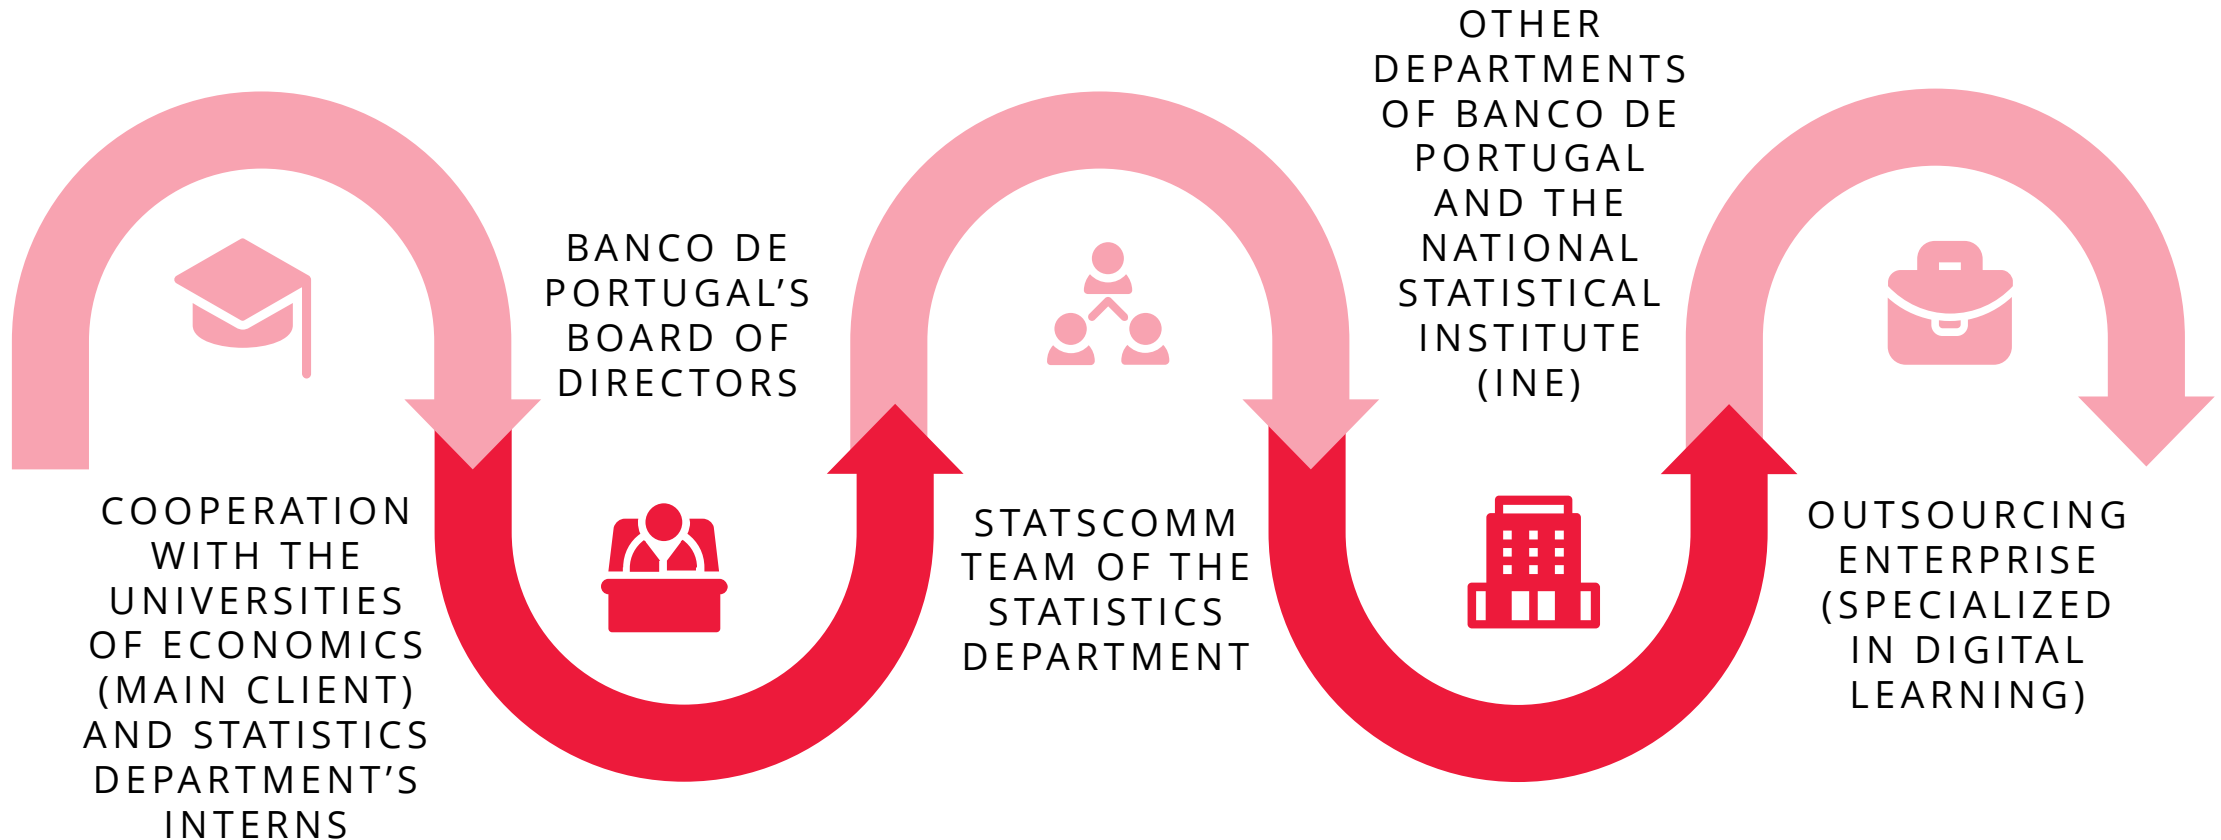 COOPERATION
WITH THE
UNIVERSITIES
OF ECONOMICS
(MAIN CLIENT)
AND STATISTICS
DEPARTMENT’S
INTERNS
BANCO DE
PORTUGAL’S
BOARD OF
DIRECTORS
STATSCOMM
TEAM OF THE
STATISTICS
DEPARTMENT
OTHER
DEPARTMENTS
OF BANCO DE
PORTUGAL
AND THE
NATIONAL
STATISTICAL
INSTITUTE
(INE)
OUTSOURCING
ENTERPRISE
(SPECIALIZED
IN DIGITAL
LEARNING)